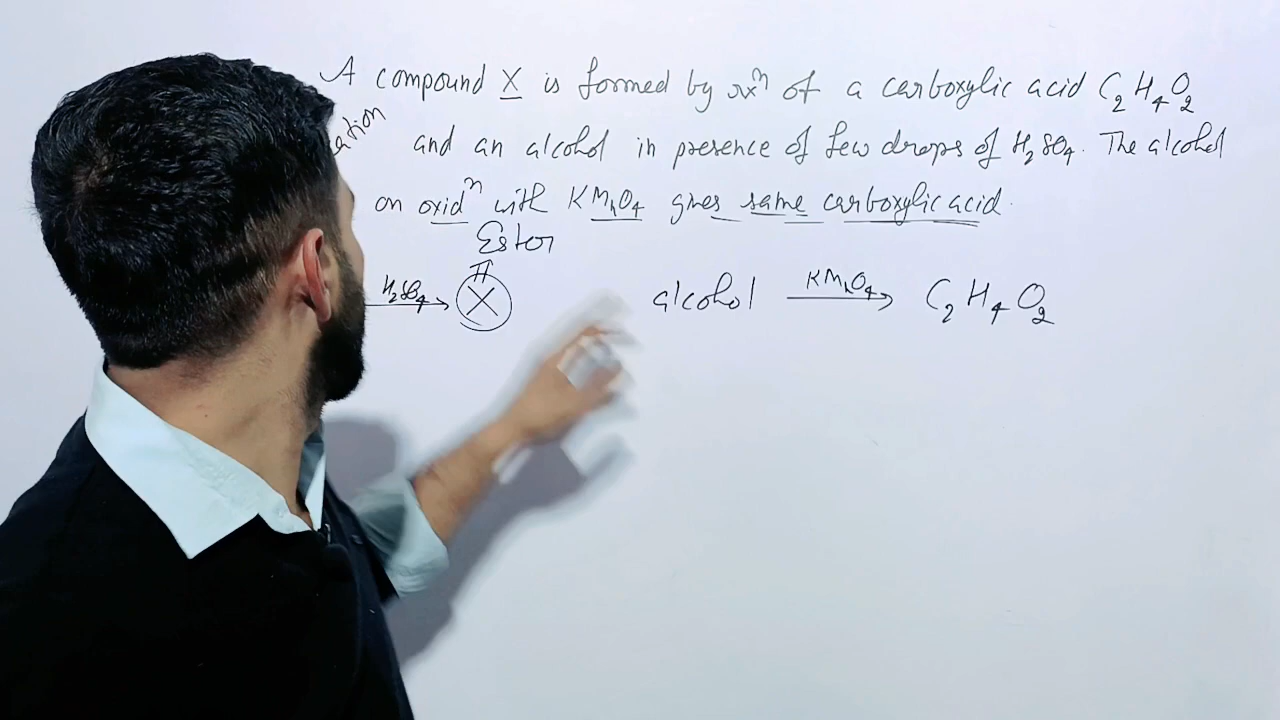 A compound X is formed by rxⁿ of a carboxylic acid C₂H₄O₂
and an alcohol in presence of few drops of H₂SO₄. The alcohol
on oxidⁿ with KMnO₄ gives same carboxylic acid.
Ester
H₂SO₄ → X alcohol KMnO₄ → C₂H₄O₂